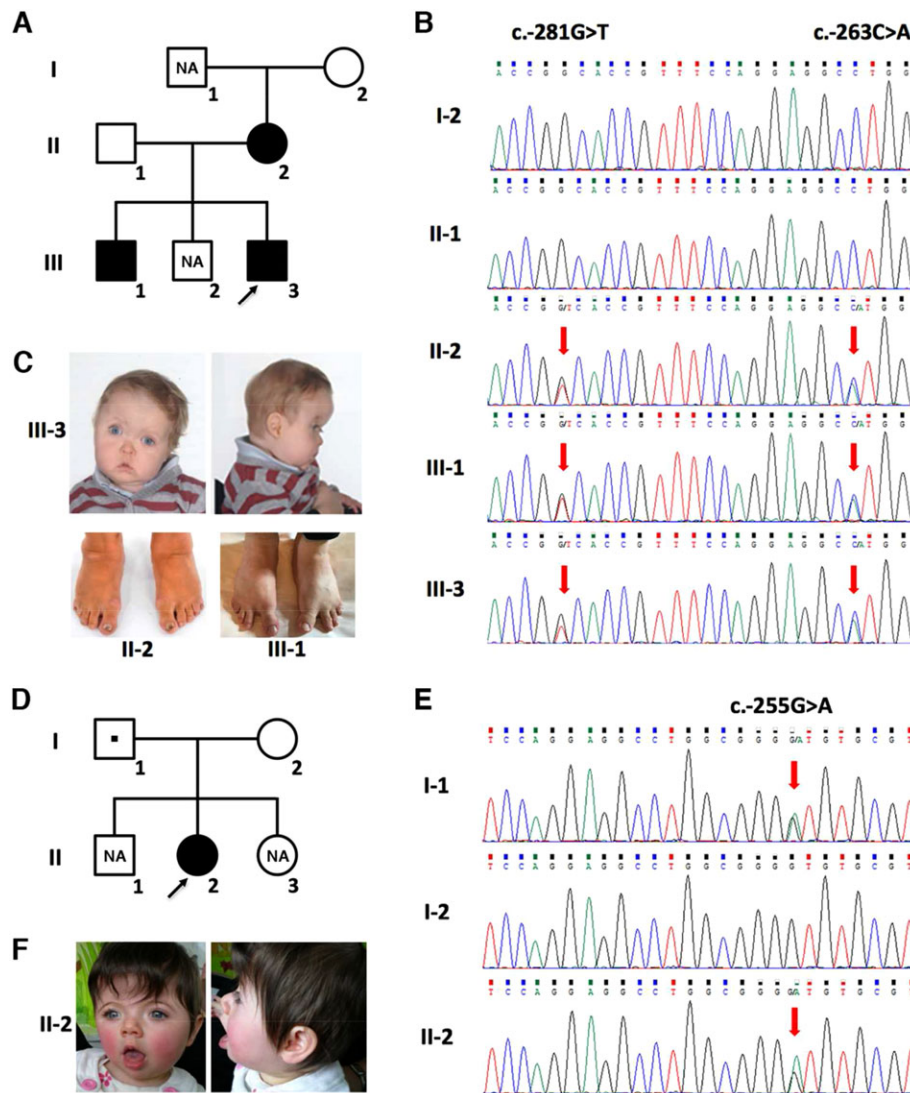 A
I
NA
1
2
II
1
2
III
1
NA
2
3
B
c.-281G>T
c.-263C>A
A C C G G C A C C G T T T C C A G G A G G C C T G G
I-2
A C C G G C A C C G T T T C C A G G A G G C C T G G
II-1
A C C G G/T C A C C G T T T C C A G G A G G C C/A T G G
II-2
A C C G G/T C A C C G T T T C C A G G A G G C C/A T G G
III-1
A C C G G/T C A C C G T T T C C A G G A G G C C/A T G G
III-3
C
III-3
II-2
III-1
D
I
1
2
II
NA
1
2
NA
3
E
c.-255G>A
T C C A G G A G G C C T G G C G G G G/A T G T G C G T
I-1
T C C A G G A G G C C T G G C G G G G T G T G C G T
I-2
T C C A G G A G G C C T G G C G G G G/A T G T G C G
II-2
F
II-2